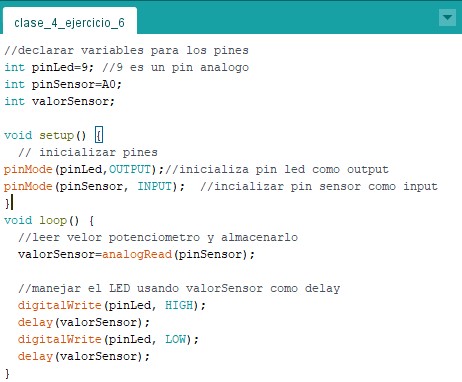 clase_4_ejercicio_6
//declarar variables para los pines
int pinLed=9; //9 es un pin analogo
int pinSensor=A0;
int valorSensor;
void setup() {
// inicializar pines
pinMode(pinLed,OUTPUT);//inicializa pin led como output
pinMode(pinSensor, INPUT);  //incializar pin sensor como input
}
void loop() {
//leer velor potenciometro y almacenarlo
valorSensor=analogRead(pinSensor);
//manejar el LED usando valorSensor como delay
digitalWrite(pinLed, HIGH);
delay(valorSensor);
digitalWrite(pinLed, LOW);
delay(valorSensor);
}